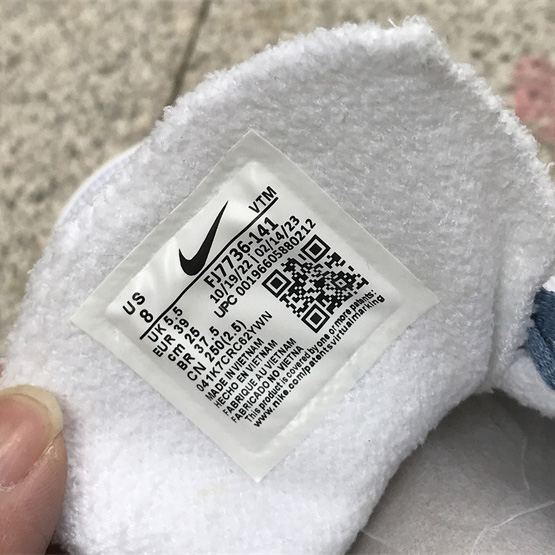 VTM
FJ7736-141
10/19/22 02/14/23
UPC 00196605880212
US
8
UK 5.5
EUR 39
cm 25
BR 37.5
CN 250(2.5)
041K7CRC62YWN
MADE IN VIETNAM
HECHO EN VIETNAM
FABRIQUE AU VIETNAM
FABRICADO NO VIETNA
This product is covered by one or more patents:
www.nike.com/patentsvirtualmarking